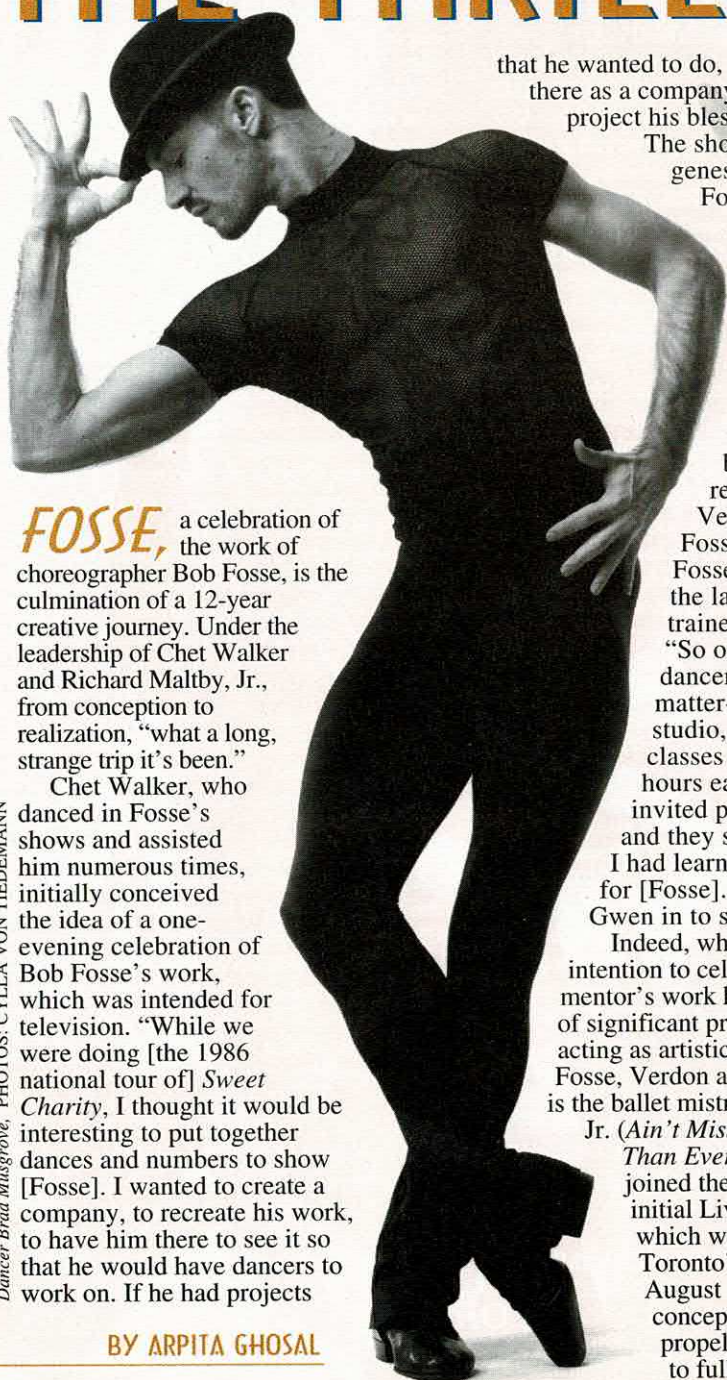 THE THRILL
FOSSE, a celebration of
the work of
choreographer Bob Fosse, is the
culmination of a 12-year
creative journey. Under the
leadership of Chet Walker
and Richard Maltby, Jr.,
from conception to
realization, “what a long,
strange trip it's been.”
Chet Walker, who
danced in Fosse's
shows and assisted
him numerous times,
initially conceived
the idea of a one-
evening celebration of
Bob Fosse's work,
which was intended for
television. “While we
were doing [the 1986
national tour of] Sweet
Charity, I thought it would be
interesting to put together
dances and numbers to show
[Fosse]. I wanted to create a
company, to recreate his work,
to have him there to see it so
that he would have dancers to
work on. If he had projects
BY ARPITA GHOSAL
Dancer Brad Musgrove, PHOTOS: CYLLA VON TIEDEMANN
that he wanted to do,
there as a company
project his bles
The sho
genes
Fo
re
Ve
Foss
Fosse
the la
traine
“So o
dancer
matter-
studio,
classes
hours ea
invited p
and they s
I had learn
for [Fosse].
Gwen in to s
Indeed, wh
intention to cel
mentor's work
of significant pr
acting as artistic
Fosse, Verdon a
is the ballet mistr
Jr. (Ain't Mis
Than Eve
joined the
initial Liv
which w
Toronto
August
concep
propel
to full